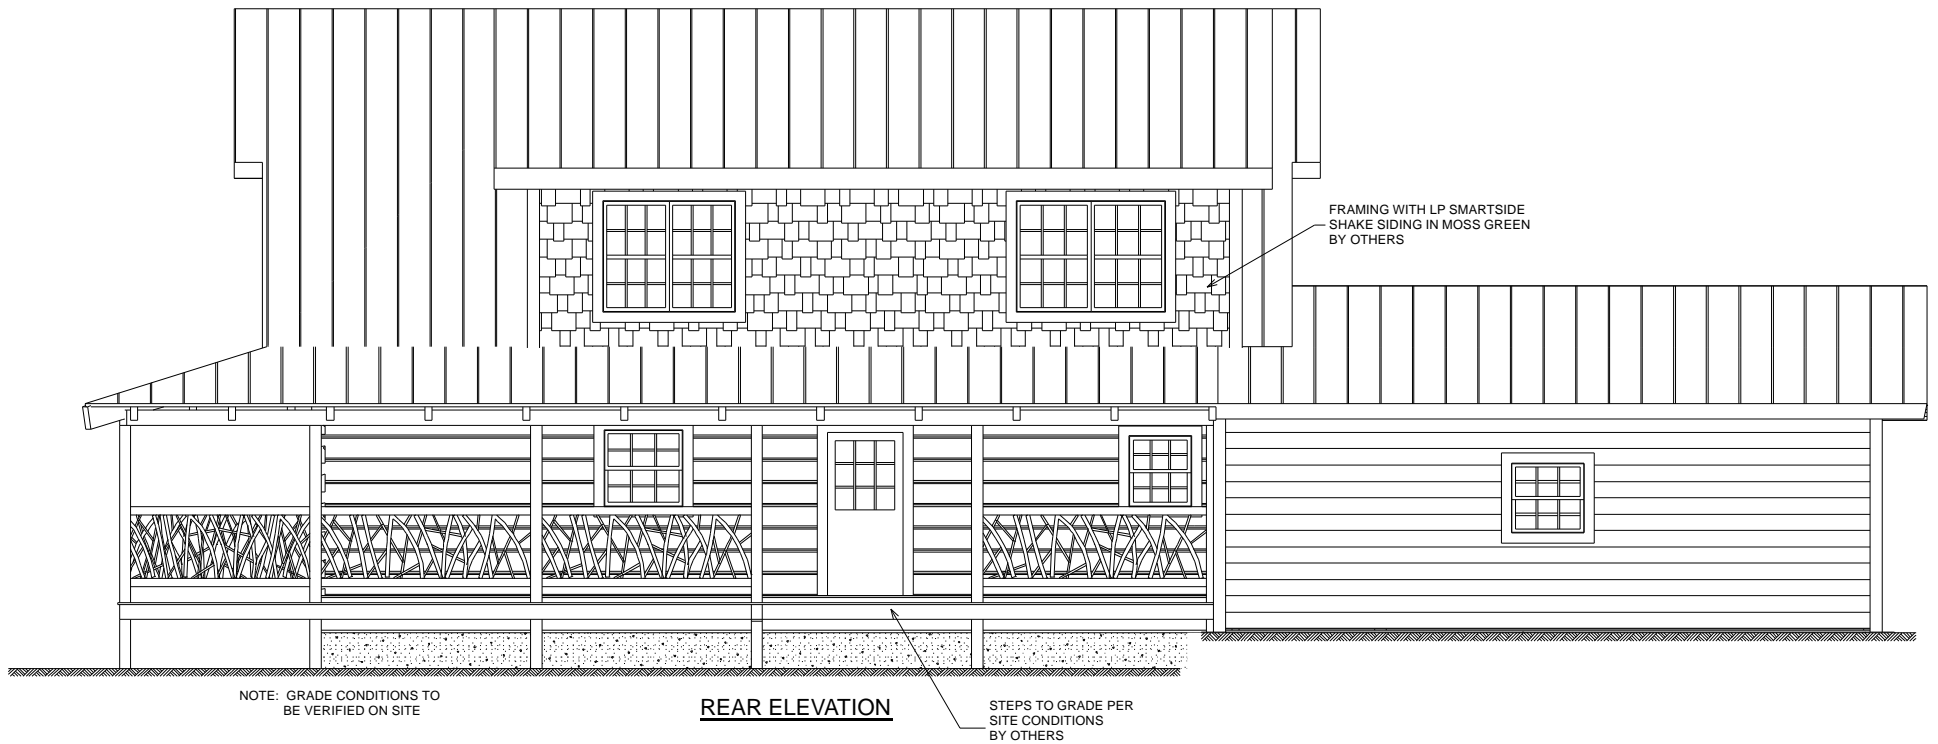 FRAMING WITH LP SMARTSIDE
SHAKE SIDING IN MOSS GREEN
BY OTHERS
NOTE: GRADE CONDITIONS TO
BE VERIFIED ON SITE
REAR ELEVATION
STEPS TO GRADE PER
SITE CONDITIONS
BY OTHERS